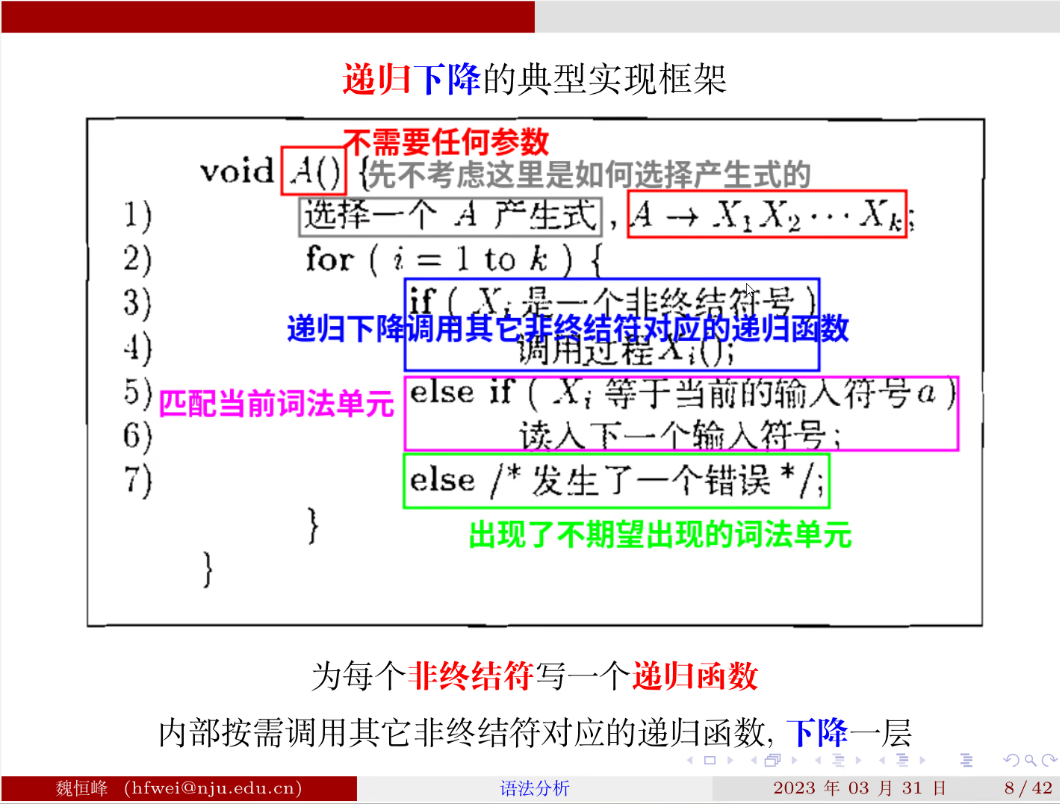 递归下降的典型实现框架
不需要任何参数
void A() {先不考虑这里是如何选择产生式的
1) 选择一个 A 产生式 , A → X₁X₂⋯Xₖ;
2) for ( i = 1 to k ) {
3) if ( Xᵢ 是一个非终结符号 )
递归下降调用其它非终结符对应的递归函数
4) 调用过程Xᵢ();
5) else if ( Xᵢ 等于当前的输入符号a )
匹配当前词法单元
6) 读入下一个输入符号;
7) else /* 发生了一个错误 */;
}
出现了不期望出现的词法单元
}
为每个非终结符写一个递归函数
内部按需调用其它非终结符对应的递归函数, 下降一层
魏恒峰 (hfwei@nju.edu.cn) 语法分析 2023 年 03 月 31 日 8 / 42